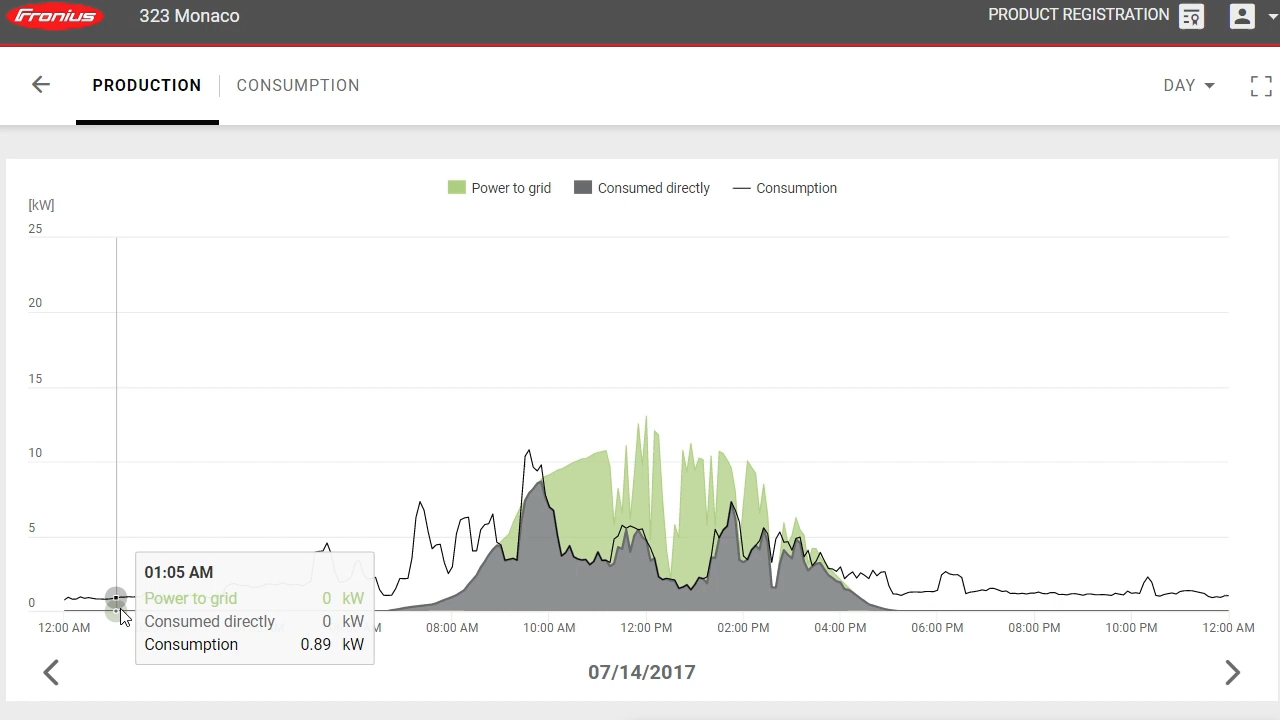 Fronius
323 Monaco
PRODUCT REGISTRATION
PRODUCTION
CONSUMPTION
DAY
Power to grid
Consumed directly
Consumption
[kW]
25
20
15
10
5
0
01:05 AM
Power to grid 0 kW
Consumed directly 0 kW
Consumption 0.89 kW
12:00 AM
08:00 AM
10:00 AM
12:00 PM
02:00 PM
04:00 PM
06:00 PM
08:00 PM
10:00 PM
12:00 AM
07/14/2017